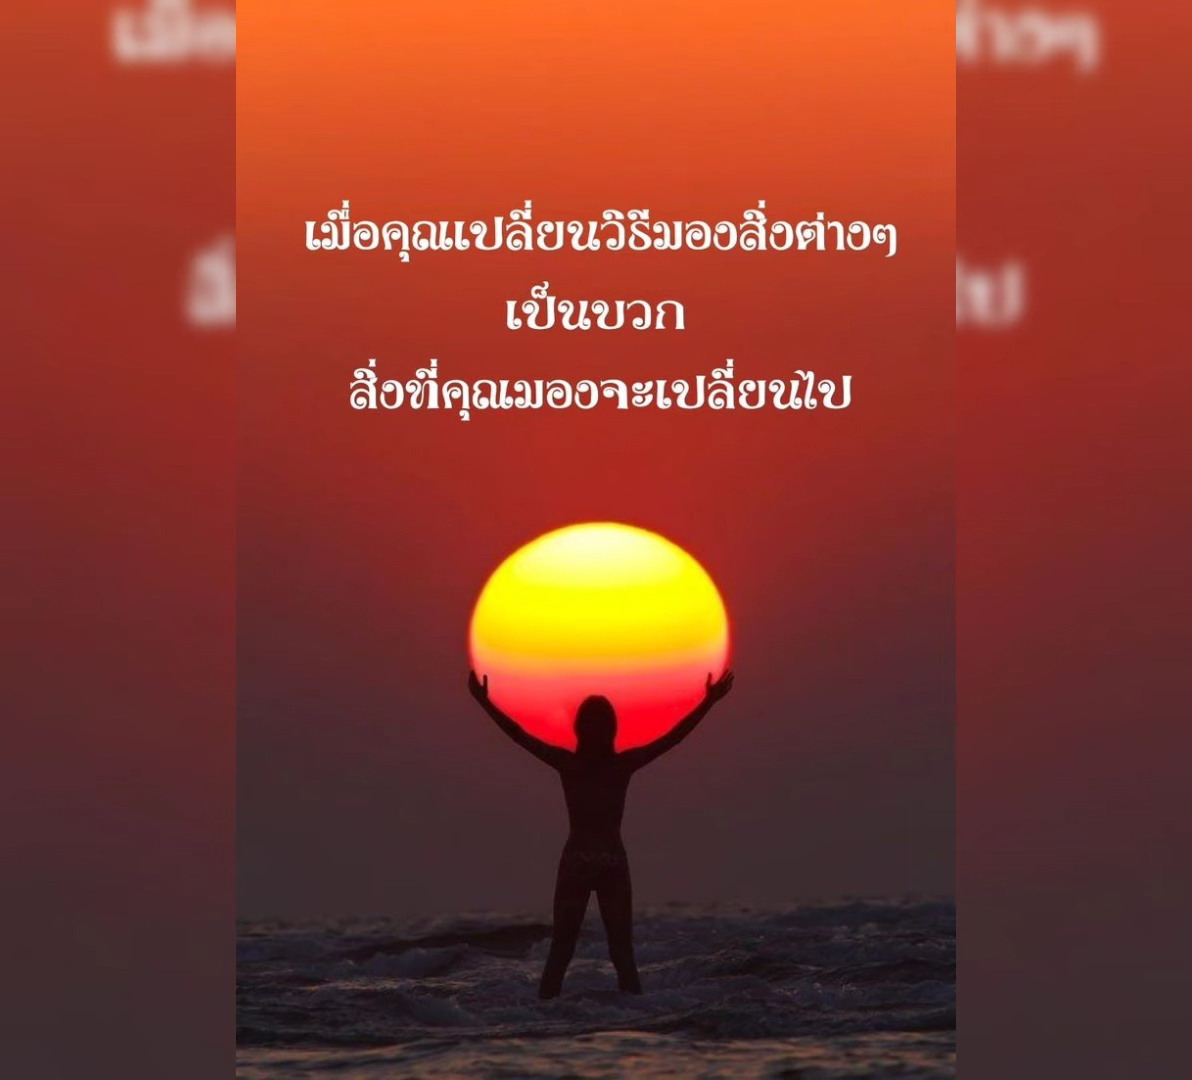 เมื่อคุณเปลี่ยนวิธีมองสิ่งต่างๆ
เป็นบวก
สิ่งที่คุณมองจะเปลี่ยนไป